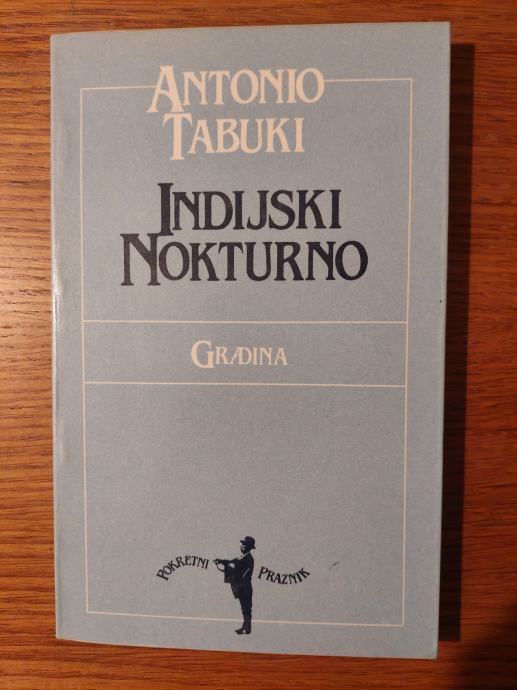 ANTONIO
TABUKI
INDIJSKI
NOKTURNO
GRADINA
POKRETNI PRAZNIK